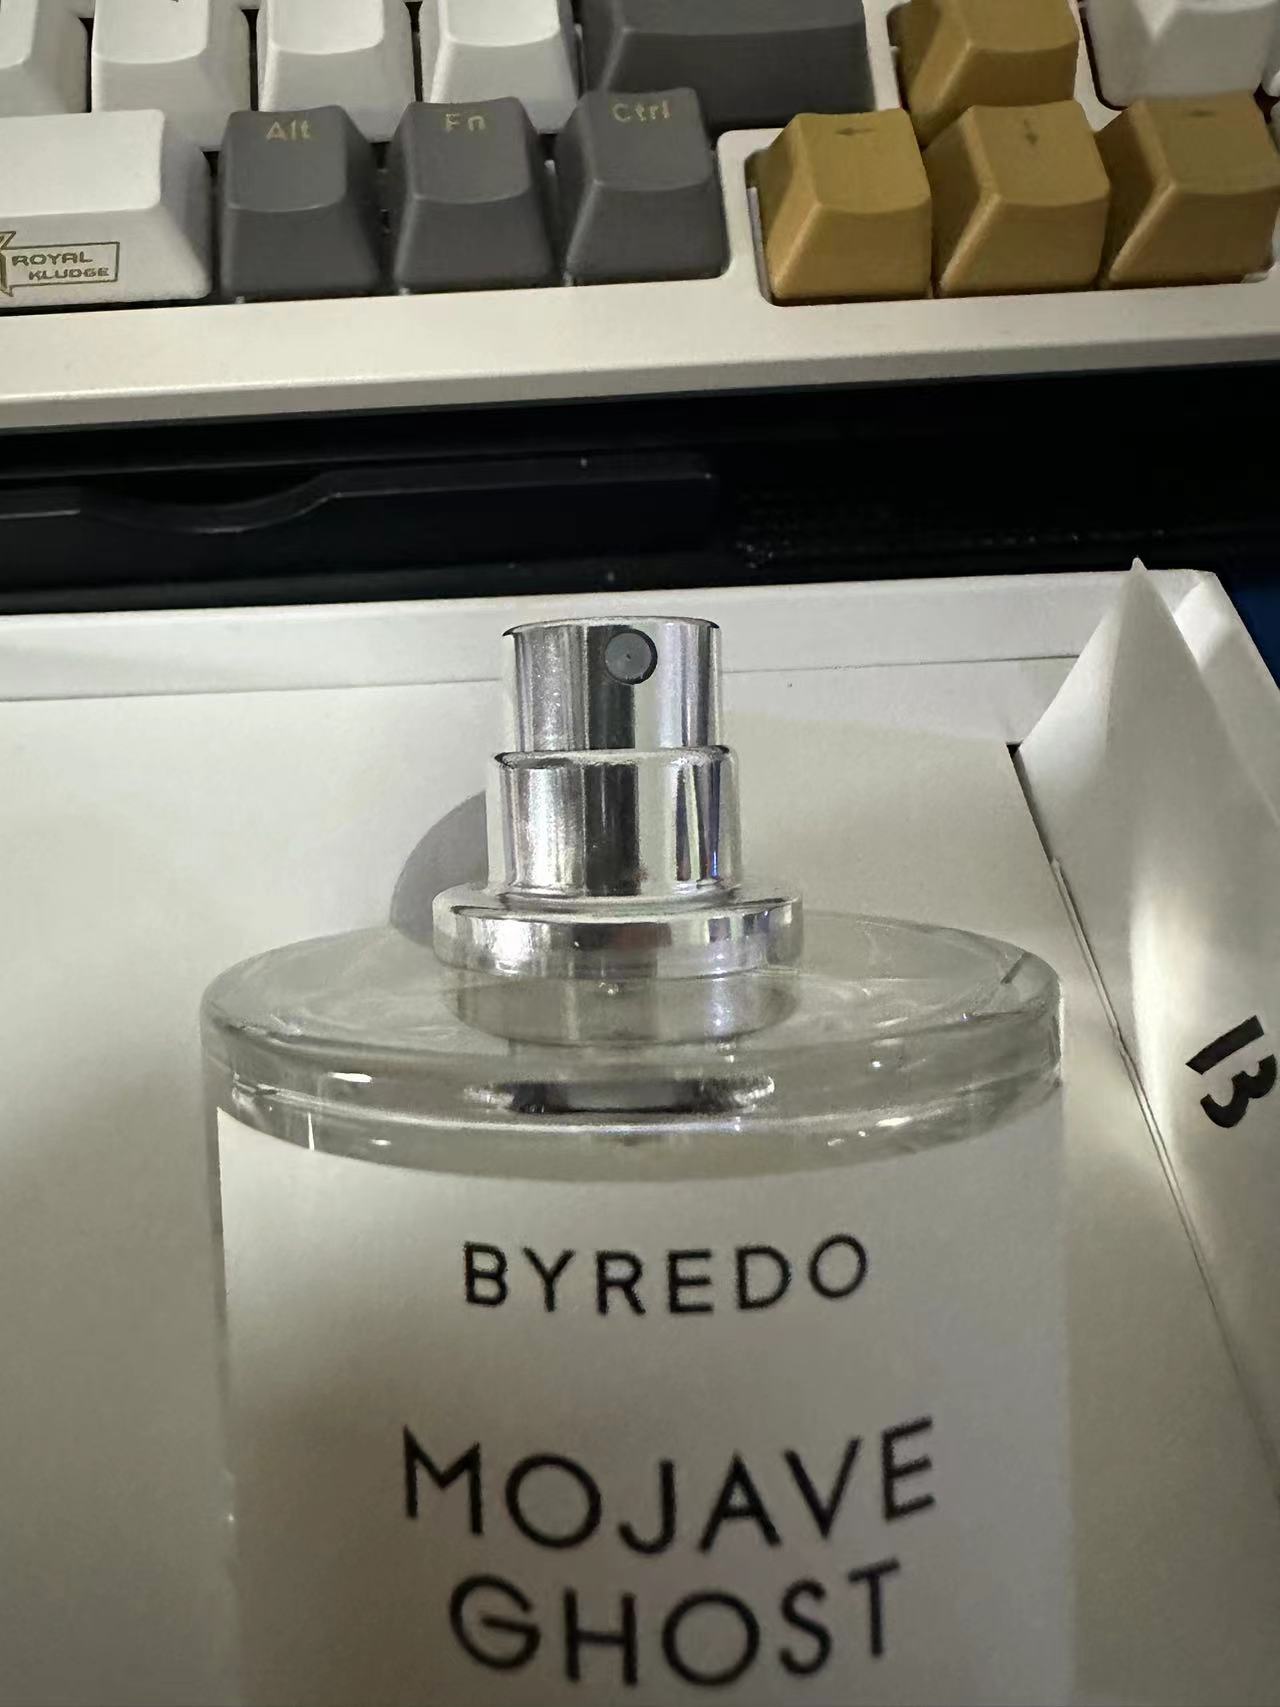 Alt Fn Ctrl
← ↓ →
ROYAL
KLUDGE
13
BYREDO
MOJAVE
GHOST